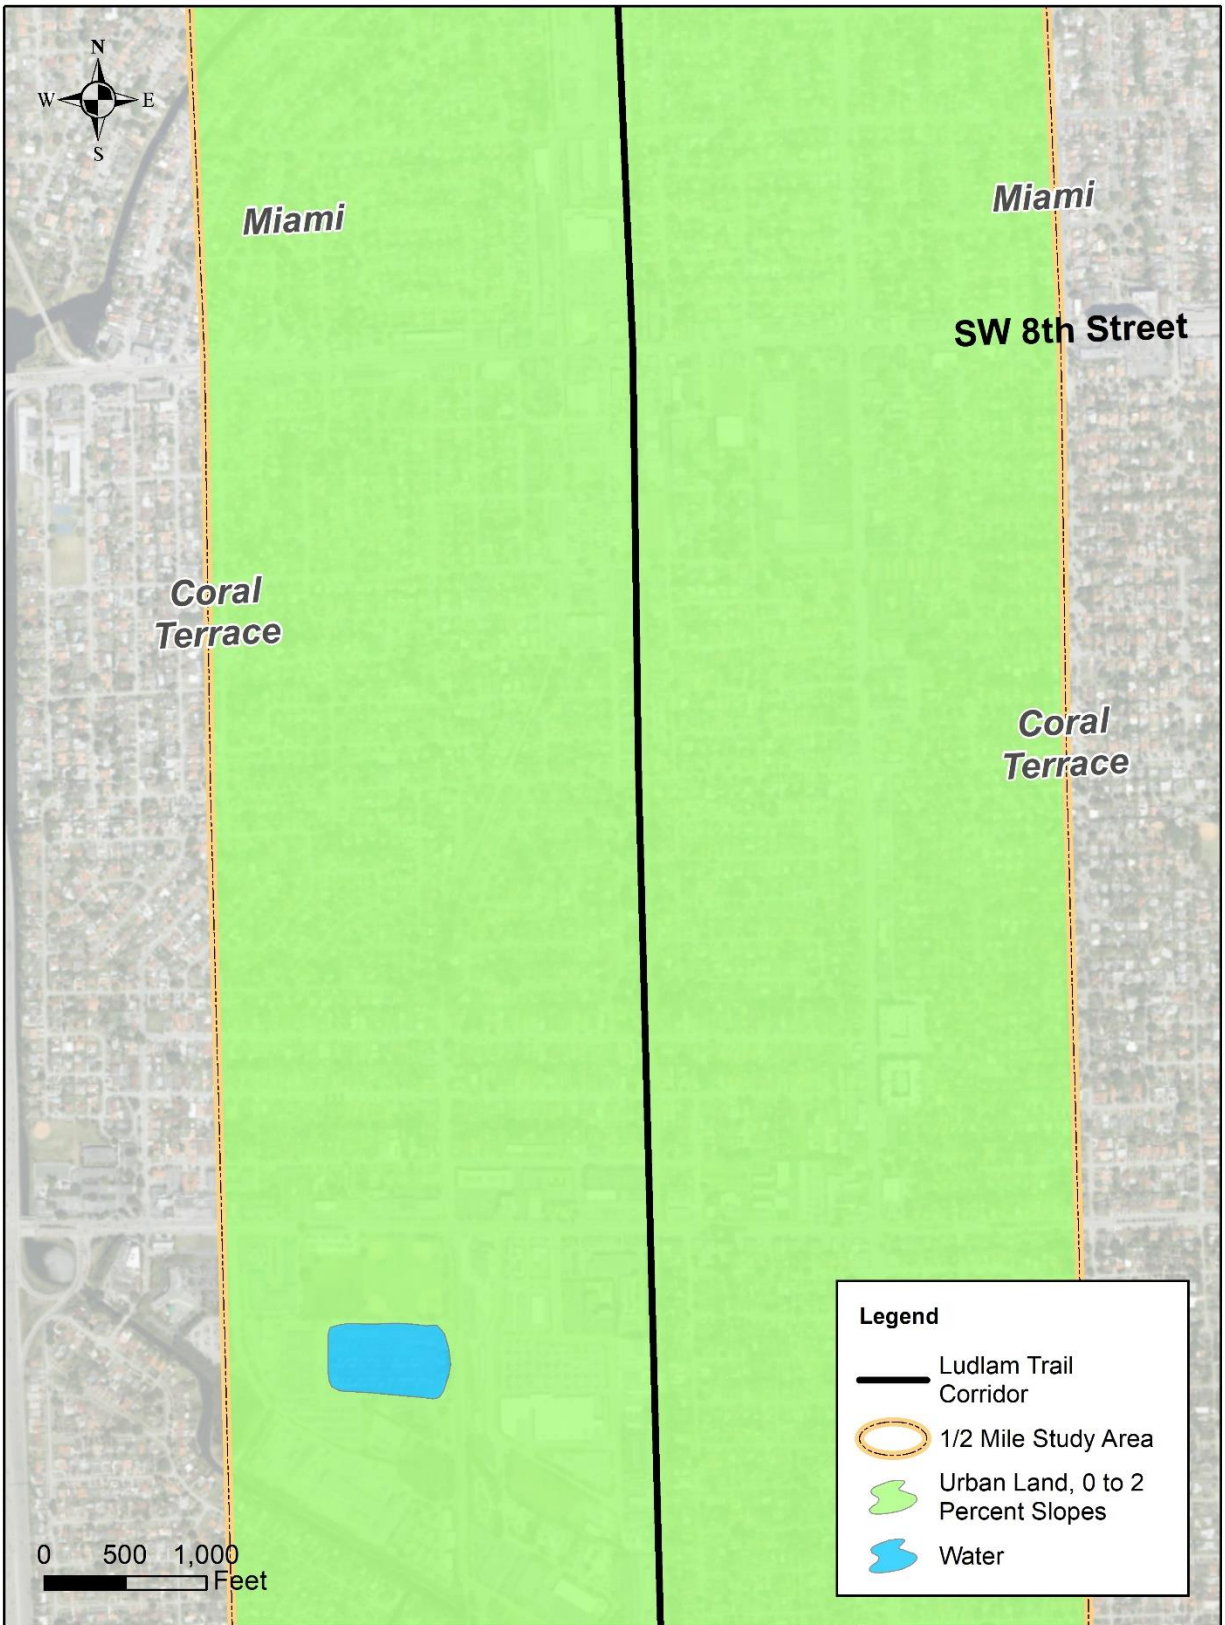 N
W E
S
Miami
Miami
SW 8th Street
Coral
Terrace
Coral
Terrace
Legend
Ludlam Trail
Corridor
1/2 Mile Study Area
Urban Land, 0 to 2
Percent Slopes
Water
0 500 1,000
Feet